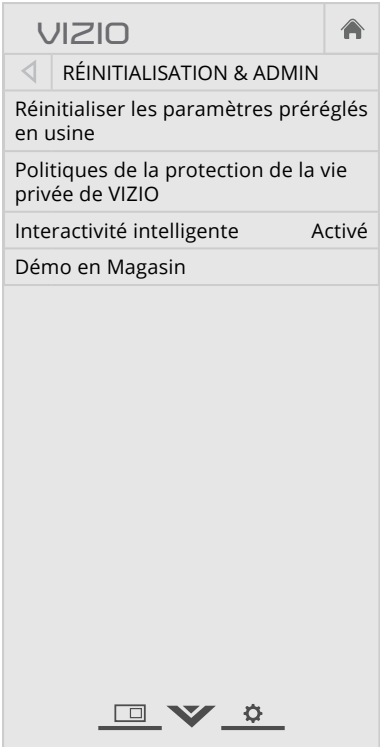 VIZIO
RÉINITIALISATION & ADMIN
Réinitialiser les paramètres préréglés
en usine
Politiques de la protection de la vie
privée de VIZIO
Interactivité intelligente Activé
Démo en Magasin